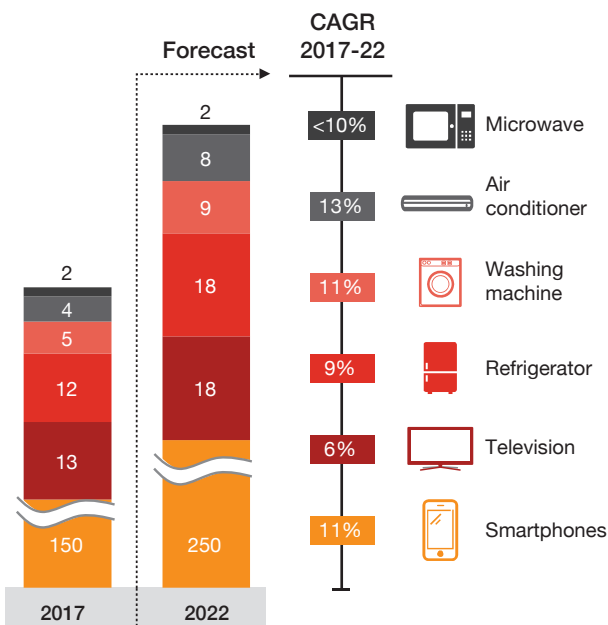 CAGR
2017-22
Forecast
2
8
9
18
18
250
2
4
5
12
13
150
2017
2022
<10%
Microwave
13%
Air
conditioner
11%
Washing
machine
9%
Refrigerator
6%
Television
11%
Smartphones